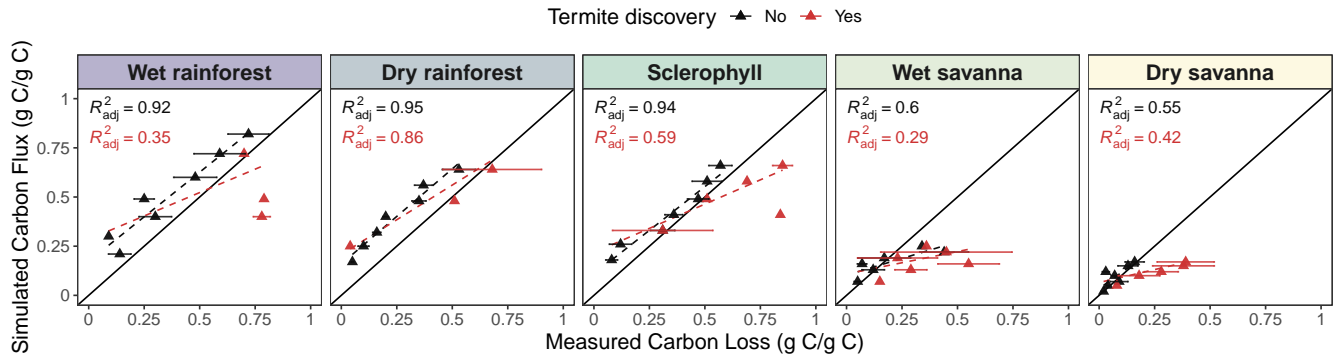 Termite discovery No Yes
Wet rainforest Dry rainforest Sclerophyll Wet savanna Dry savanna
R²adj = 0.92 R²adj = 0.95 R²adj = 0.94 R²adj = 0.6 R²adj = 0.55
R²adj = 0.35 R²adj = 0.86 R²adj = 0.59 R²adj = 0.29 R²adj = 0.42
Simulated Carbon Flux (g C/g C)
1
0.75
0.5
0.25
0
0 0.25 0.5 0.75 1 0 0.25 0.5 0.75 1 0 0.25 0.5 0.75 1 0 0.25 0.5 0.75 1 0 0.25 0.5 0.75 1
Measured Carbon Loss (g C/g C)